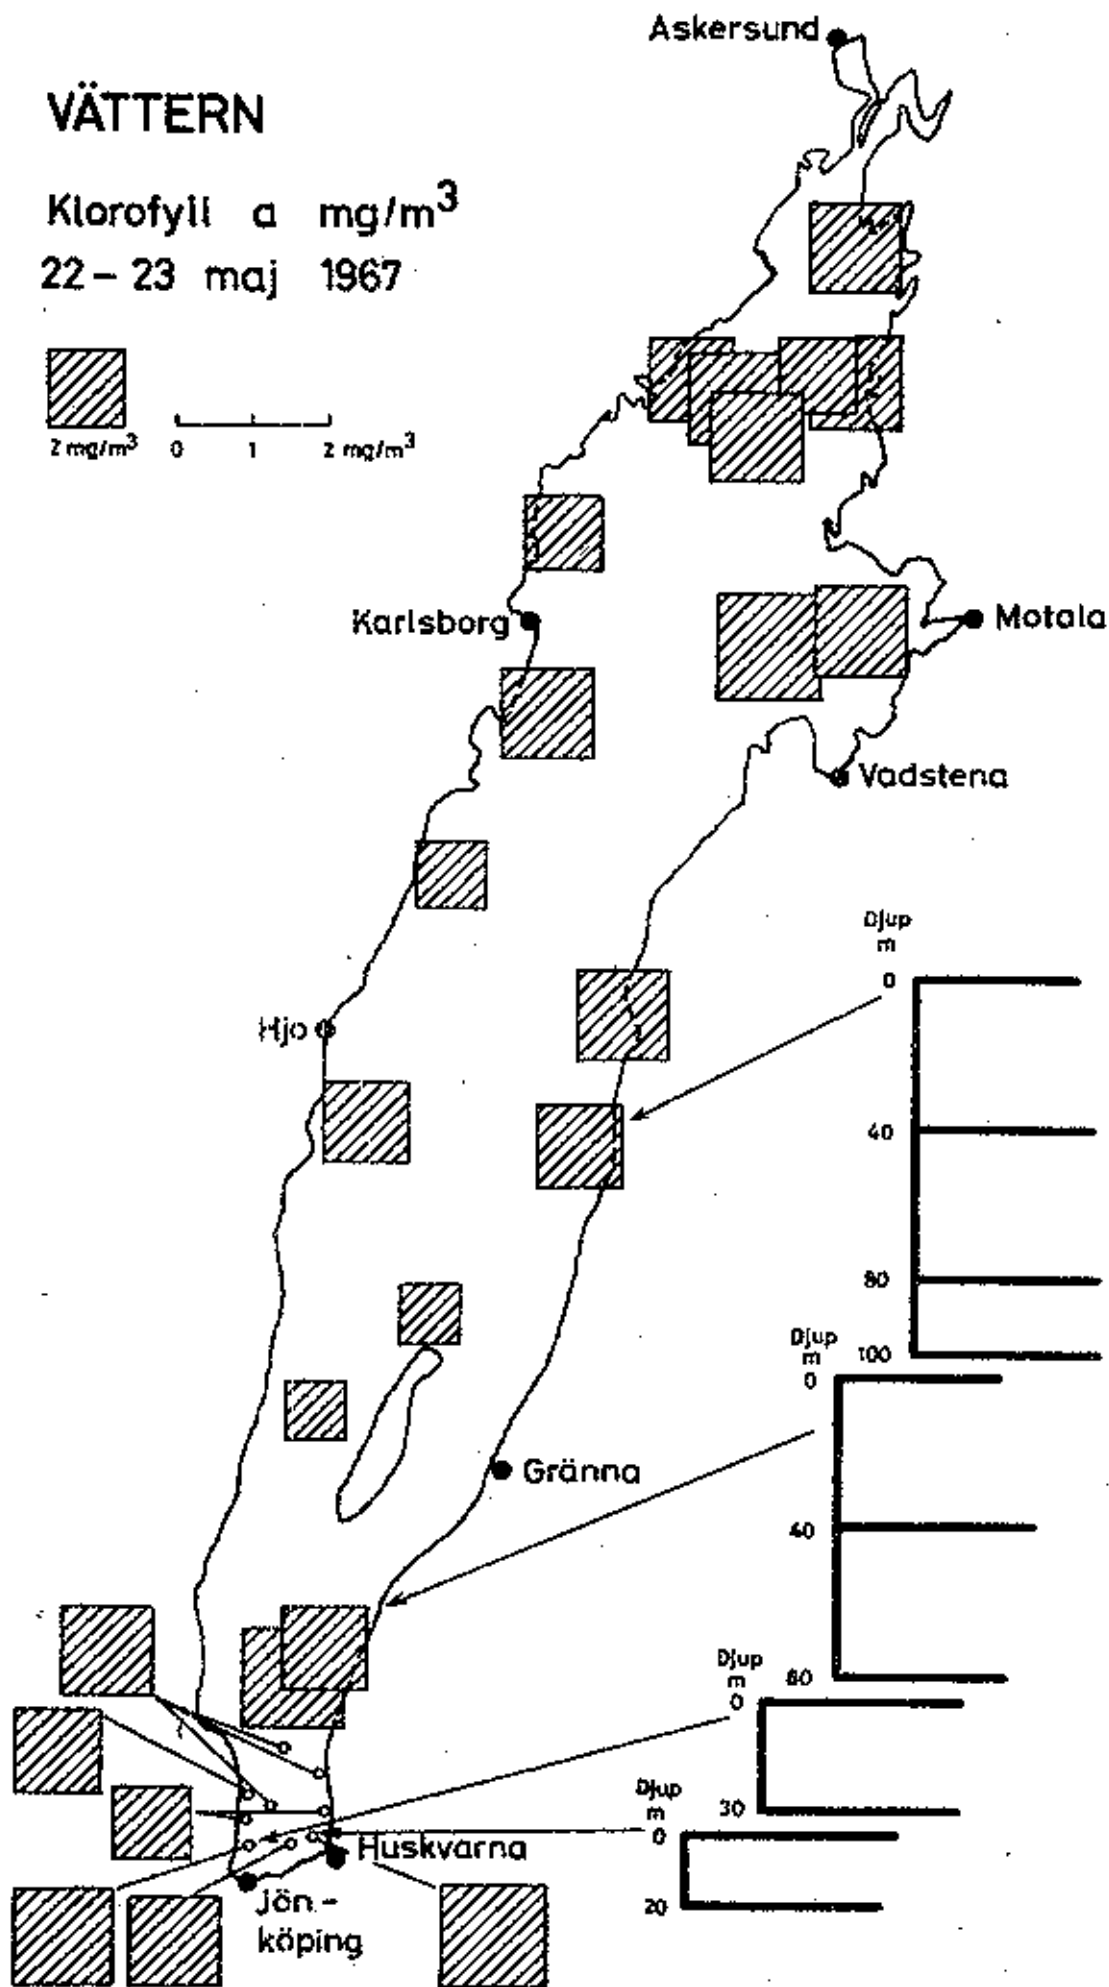 Askersund
VÄTTERN
Klorofyll a mg/m³
22 – 23 maj 1967
2 mg/m³ 0 1 2 mg/m³
Karlsborg
Motala
Vadstena
Djup
m
0
Hjo
40
80
100
Djup
m
0
Gränna
40
80
Djup
m
0
30
Djup
m
0
20
Huskvarna
Jön-
köping